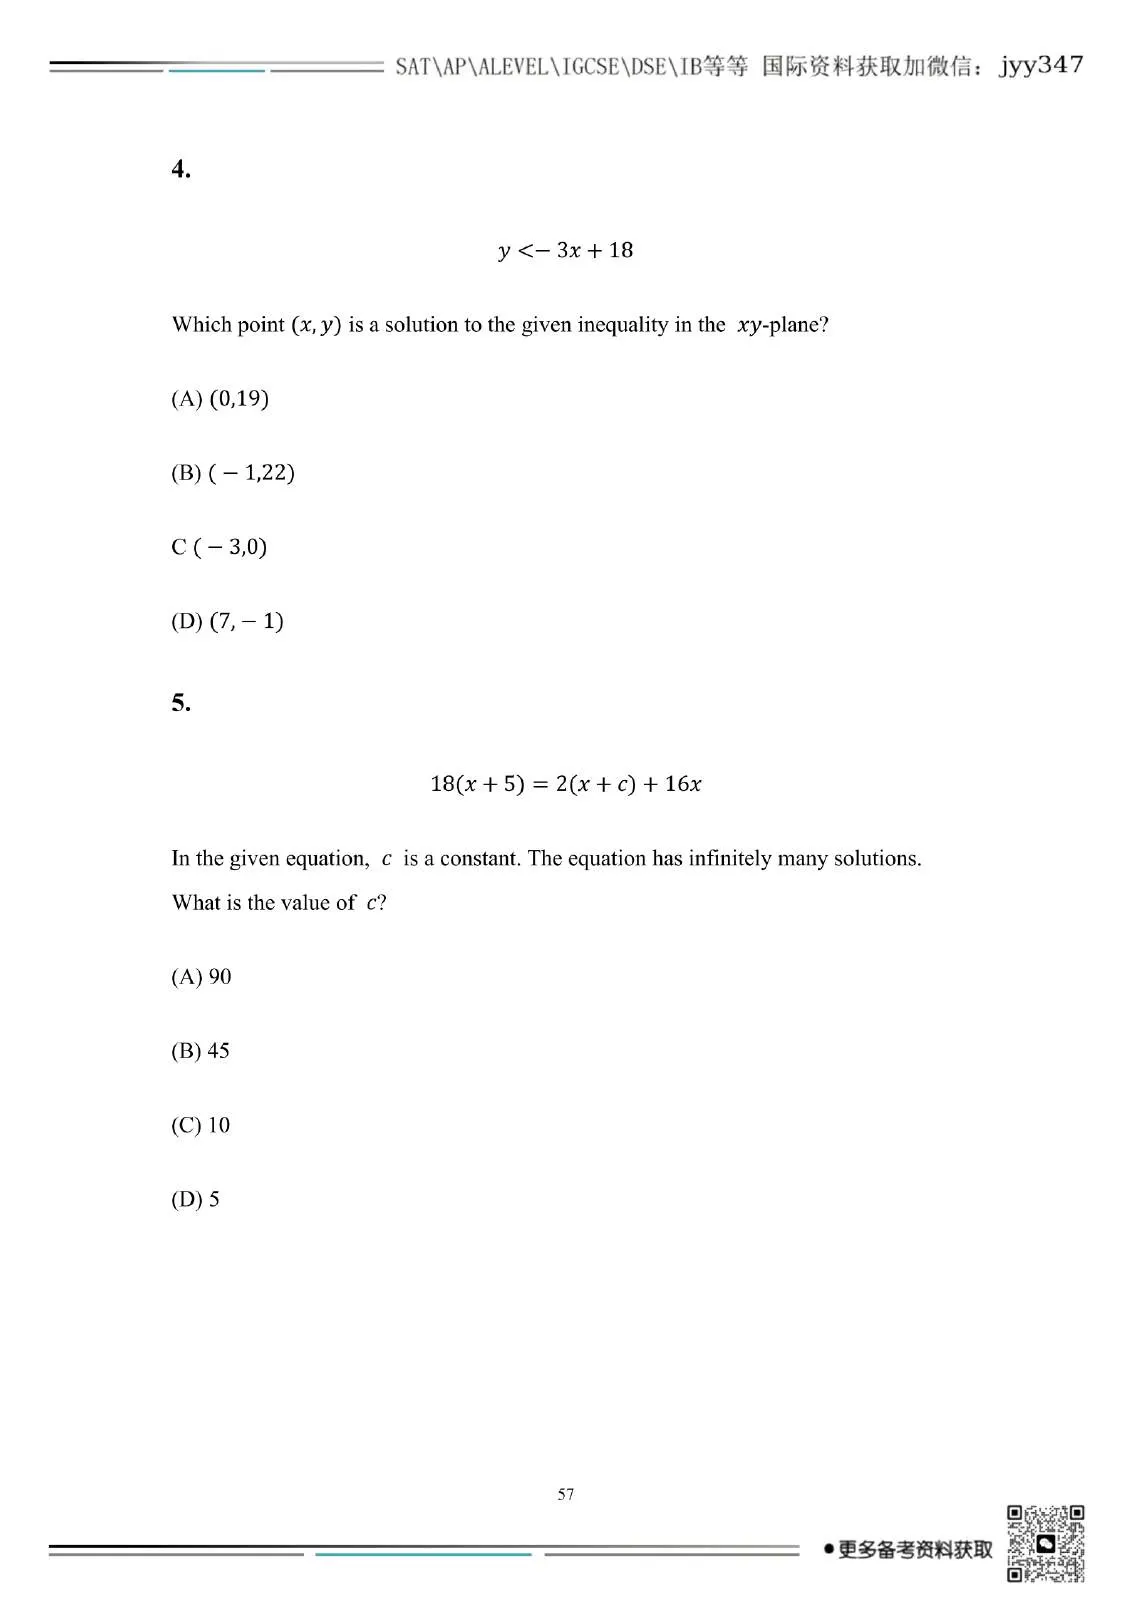 SAT\AP\ALEVEL\IGCSE\DSE\IB等等 国际资料获取加微信: jyy347
4.
y <− 3x + 18
Which point (x, y) is a solution to the given inequality in the xy-plane?
(A) (0,19)
(B) ( − 1,22)
C ( − 3,0)
(D) (7, − 1)
5.
18(x + 5) = 2(x + c) + 16x
In the given equation, c is a constant. The equation has infinitely many solutions.
What is the value of c?
(A) 90
(B) 45
(C) 10
(D) 5
57
●更多备考资料获取